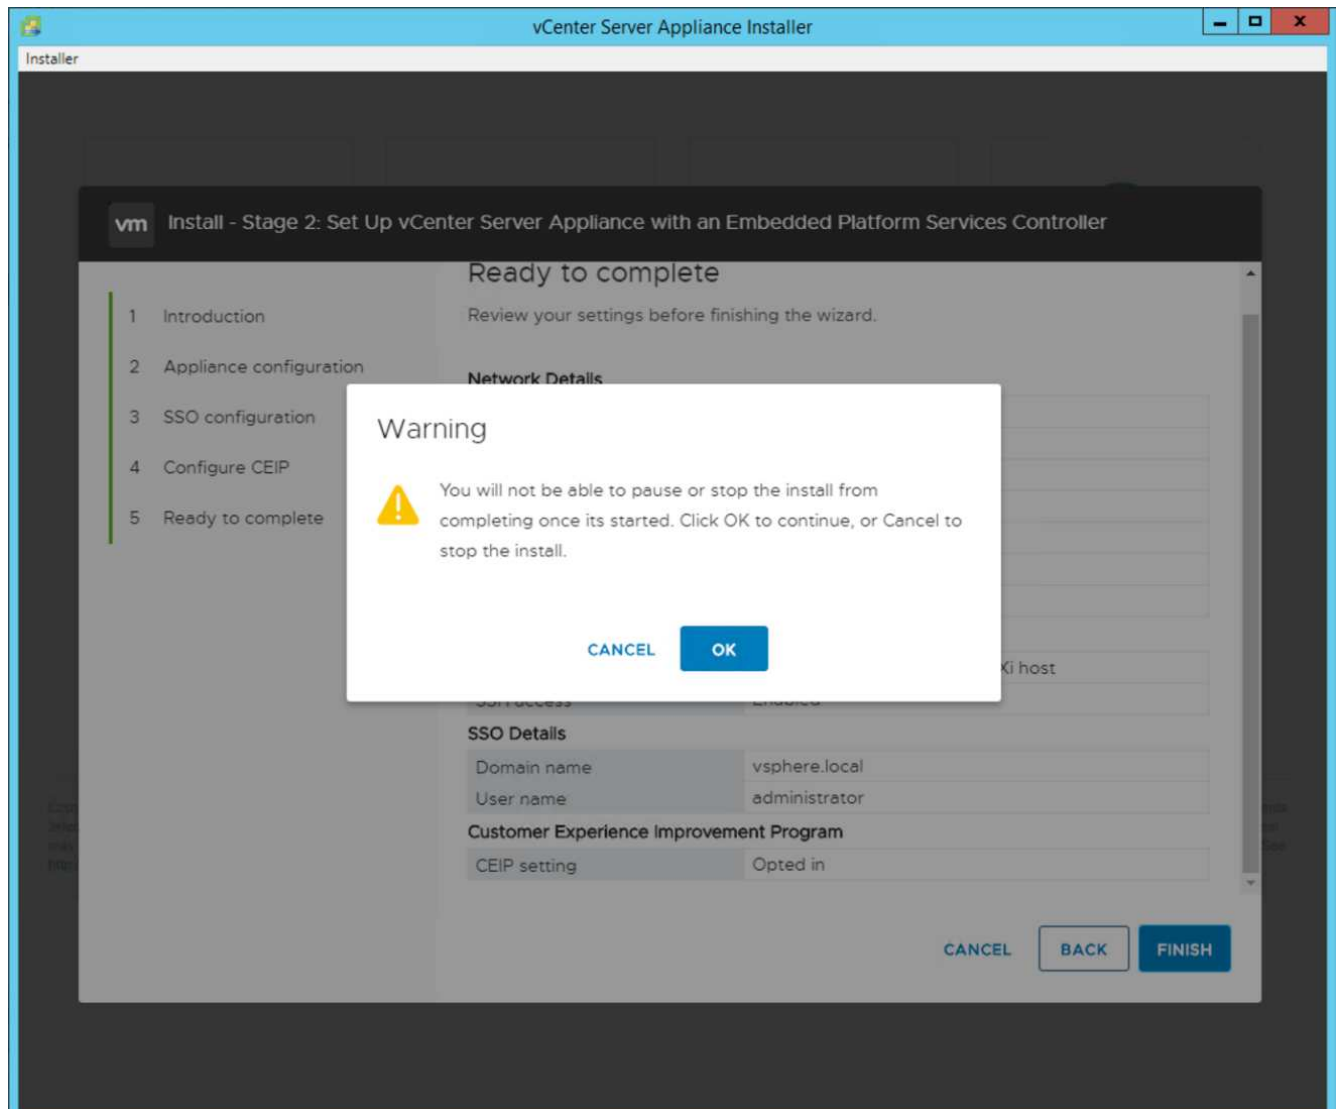 vCenter Server Appliance Installer
Installer
vm Install - Stage 2: Set Up vCenter Server Appliance with an Embedded Platform Services Controller
Ready to complete
Review your settings before finishing the wizard.
1 Introduction
2 Appliance configuration
3 SSO configuration
4 Configure CEIP
5 Ready to complete
Network Details
Warning
You will not be able to pause or stop the install from
completing once its started. Click OK to continue, or Cancel to
stop the install.
CANCEL OK
Xi host
SSH access Enabled
SSO Details
Domain name vsphere.local
User name administrator
Customer Experience Improvement Program
CEIP setting Opted in
CANCEL BACK FINISH